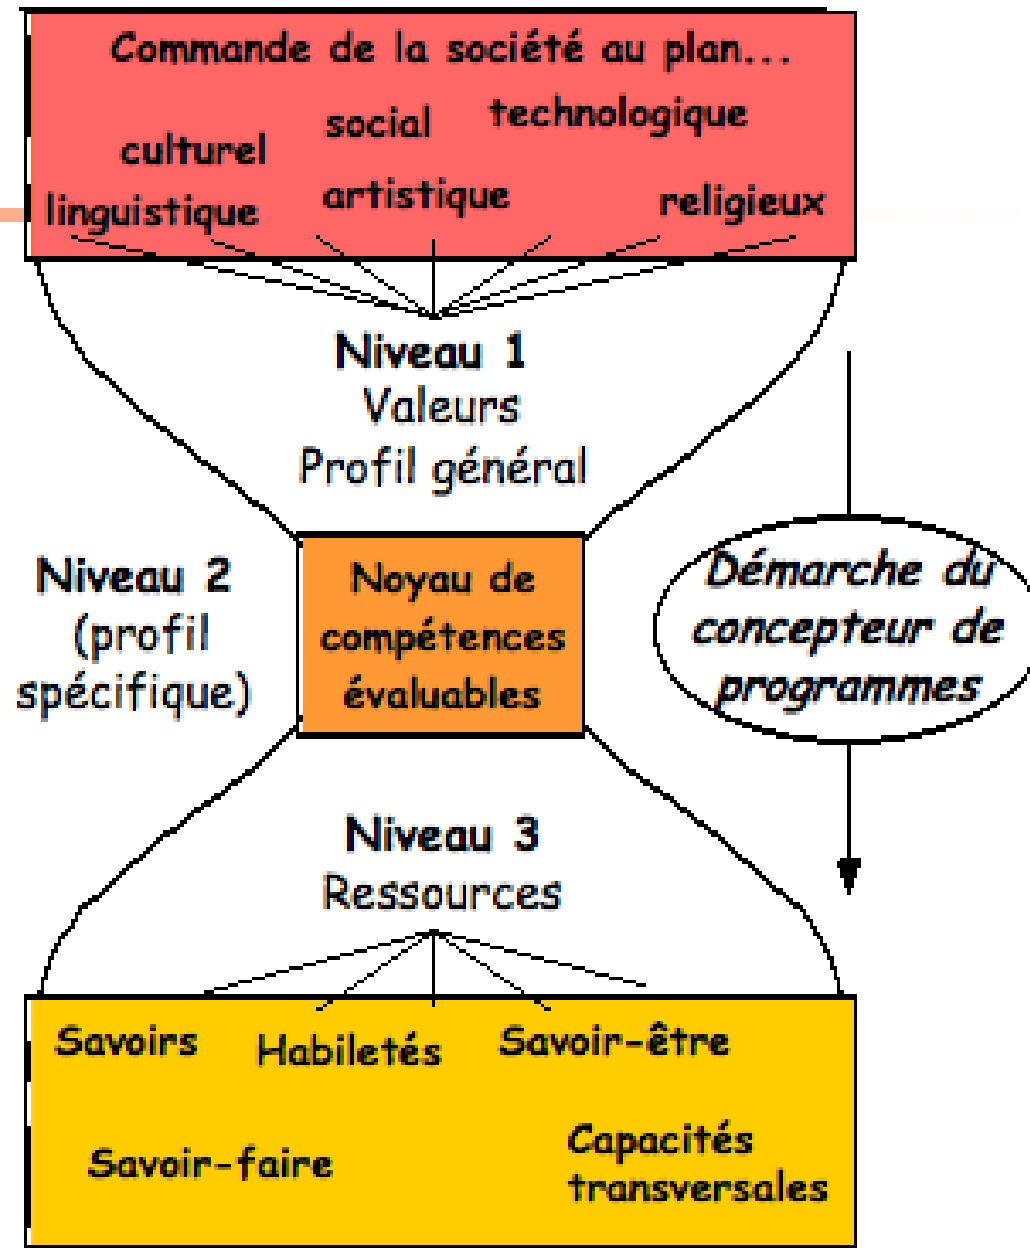 Commande de la société au plan...
culturel
social
technologique
linguistique
artistique
religieux
Niveau 1
Valeurs
Profil général
Niveau 2
(profil
spécifique)
Noyau de
compétences
évaluables
Démarche du
concepteur de
programmes
Niveau 3
Ressources
Savoirs
Habiletés
Savoir-être
Savoir-faire
Capacités
transversales